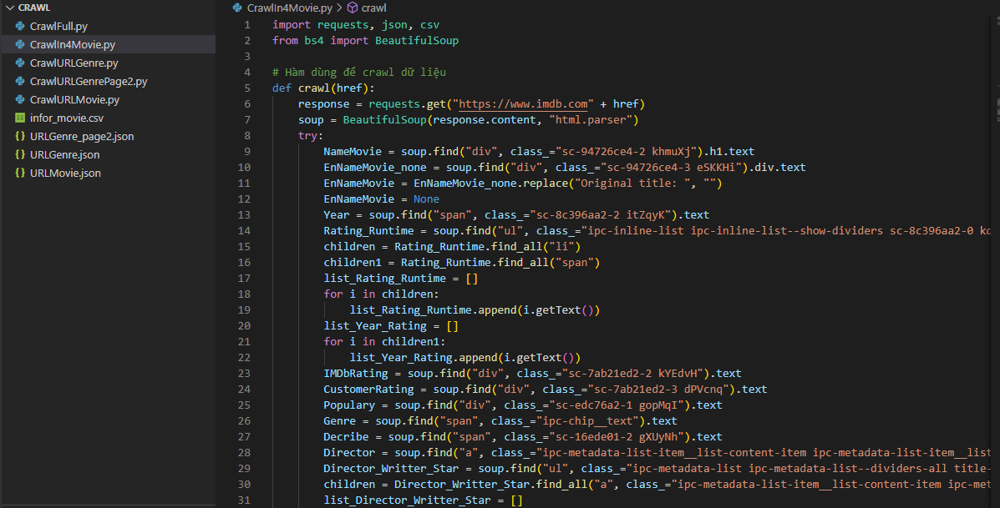 CRAWL
CrawlFull.py
CrawlIn4Movie.py
CrawlURLGenre.py
CrawlURLGenrePage2.py
CrawlURLMovie.py
infor_movie.csv
URLGenre_page2.json
URLGenre.json
URLMovie.json
CrawlIn4Movie.py > crawl
1 import requests, json, csv
2 from bs4 import BeautifulSoup
3
4 # Hàm dùng để crawl dữ liệu
5 def crawl(href):
6 response = requests.get("https://www.imdb.com" + href)
7 soup = BeautifulSoup(response.content, "html.parser")
8 try:
9 NameMovie = soup.find("div", class_="sc-94726ce4-2 khmuXj").h1.text
10 EnNameMovie_none = soup.find("div", class_="sc-94726ce4-3 eSKKHi").div.text
11 EnNameMovie = EnNameMovie_none.replace("Original title: ", "")
12 EnNameMovie = None
13 Year = soup.find("span", class_="sc-8c396aa2-2 itZqyK").text
14 Rating_Runtime = soup.find("ul", class_="ipc-inline-list ipc-inline-list--show-dividers sc-8c396aa2-0
15 children = Rating_Runtime.find_all("li")
16 children1 = Rating_Runtime.find_all("span")
17 list_Rating_Runtime = []
18 for i in children:
19 list_Rating_Runtime.append(i.getText())
20 list_Year_Rating = []
21 for i in children1:
22 list_Year_Rating.append(i.getText())
23 IMDbRating = soup.find("div", class_="sc-7ab21ed2-2 kYEdvH").text
24 CustomerRating = soup.find("div", class_="sc-7ab21ed2-3 dPVcnq").text
25 Populary = soup.find("div", class_="sc-edc76a2-1 gopMqI").text
26 Genre = soup.find("span", class_="ipc-chip__text").text
27 Decribe = soup.find("span", class_="sc-16ede01-2 gXUyNh").text
28 Director = soup.find("a", class_="ipc-metadata-list-item__list-content-item ipc-metadata-list-item__list
29 Director_Writter_Star = soup.find("ul", class_="ipc-metadata-list ipc-metadata-list--dividers-all title-
30 children = Director_Writter_Star.find_all("a", class_="ipc-metadata-list-item__list-content-item ipc-met
31 list_Director_Writter_Star = []